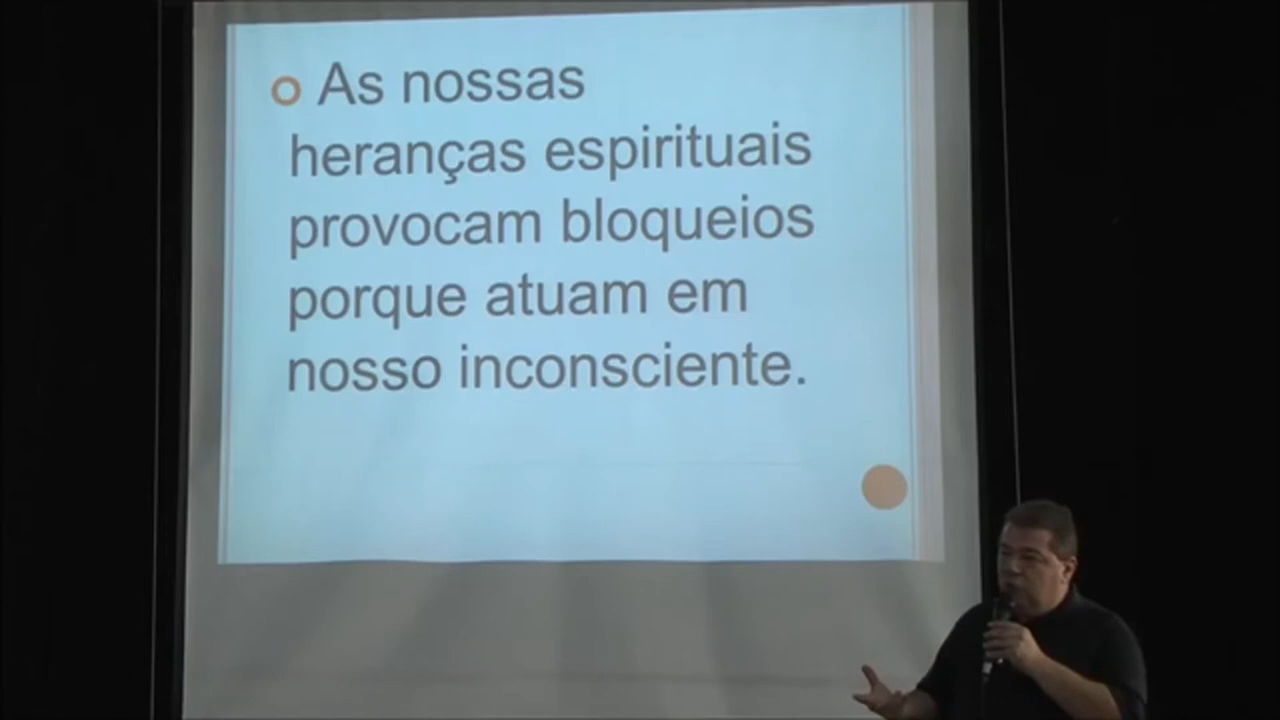 As nossas
heranças espirituais
provocam bloqueios
porque atuam em
nosso inconsciente.